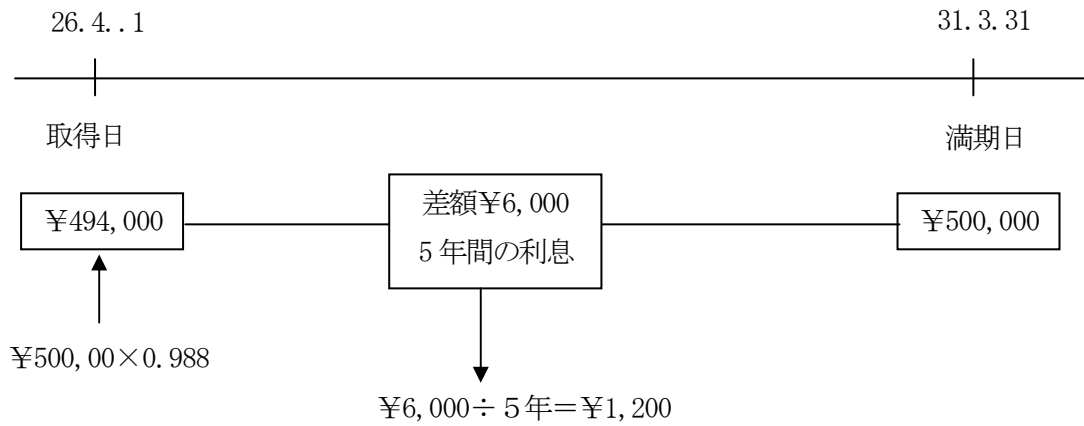 26.4..1
31.3.31
取得日
満期日
￥494,000
差額￥6,000
5 年間の利息
￥500,000
￥500,00×0.988
￥6,000÷５年＝￥1,200